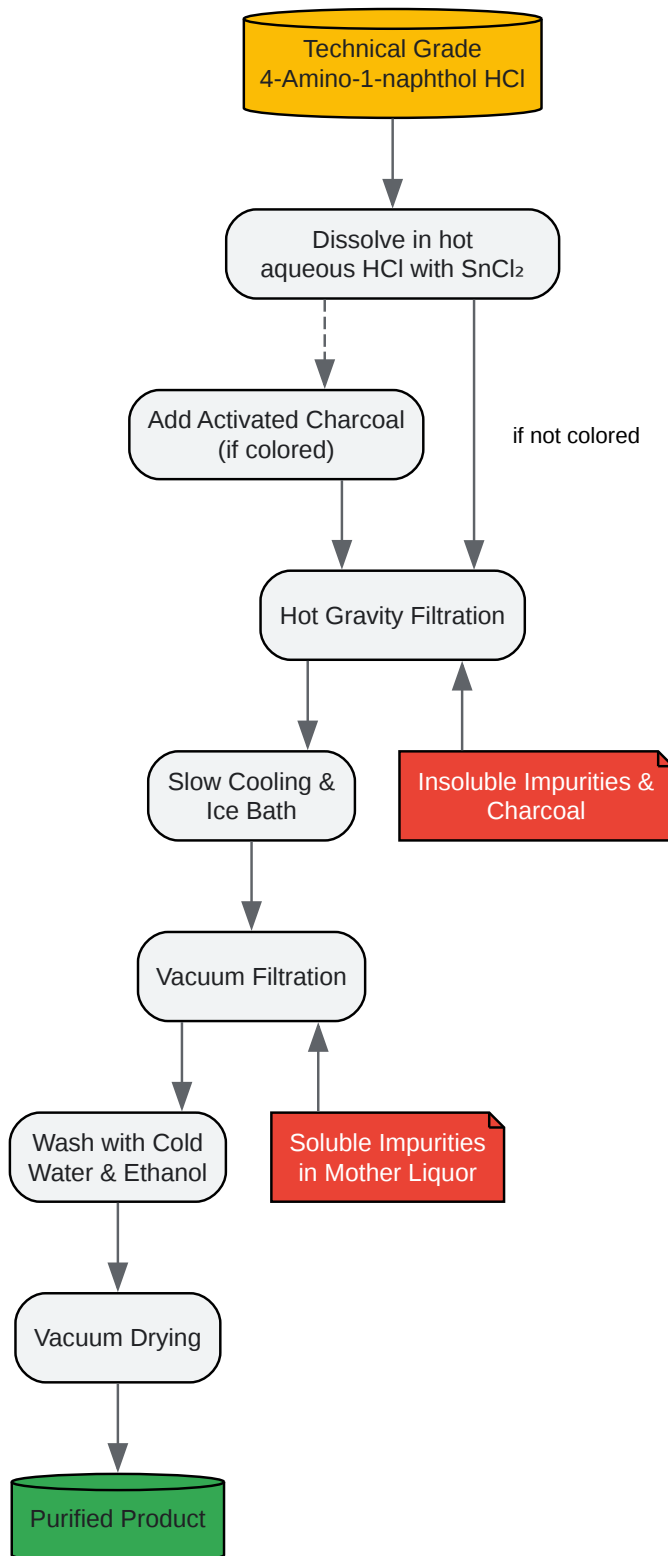 Technical Grade
4-Amino-1-naphthol HCl
Dissolve in hot
aqueous HCl with SnCl₂
Add Activated Charcoal
(if colored)
if not colored
Hot Gravity Filtration
Slow Cooling &
Ice Bath
Insoluble Impurities &
Charcoal
Vacuum Filtration
Wash with Cold
Water & Ethanol
Soluble Impurities
in Mother Liquor
Vacuum Drying
Purified Product